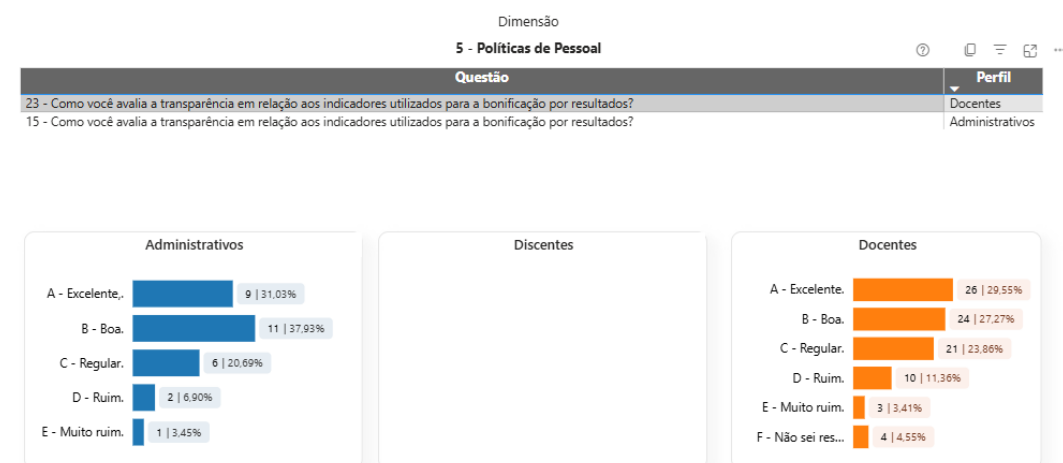 Dimensão
5 - Políticas de Pessoal
Questão Perfil
23 - Como você avalia a transparência em relação aos indicadores utilizados para a bonificação por resultados? Docentes
15 - Como você avalia a transparência em relação aos indicadores utilizados para a bonificação por resultados? Administrativos
Administrativos
A - Excelente,. 9 | 31,03%
B - Boa. 11 | 37,93%
C - Regular. 6 | 20,69%
D - Ruim. 2 | 6,90%
E - Muito ruim. 1 | 3,45%
Discentes
Docentes
A - Excelente. 26 | 29,55%
B - Boa. 24 | 27,27%
C - Regular. 21 | 23,86%
D - Ruim. 10 | 11,36%
E - Muito ruim. 3 | 3,41%
F - Não sei res... 4 | 4,55%